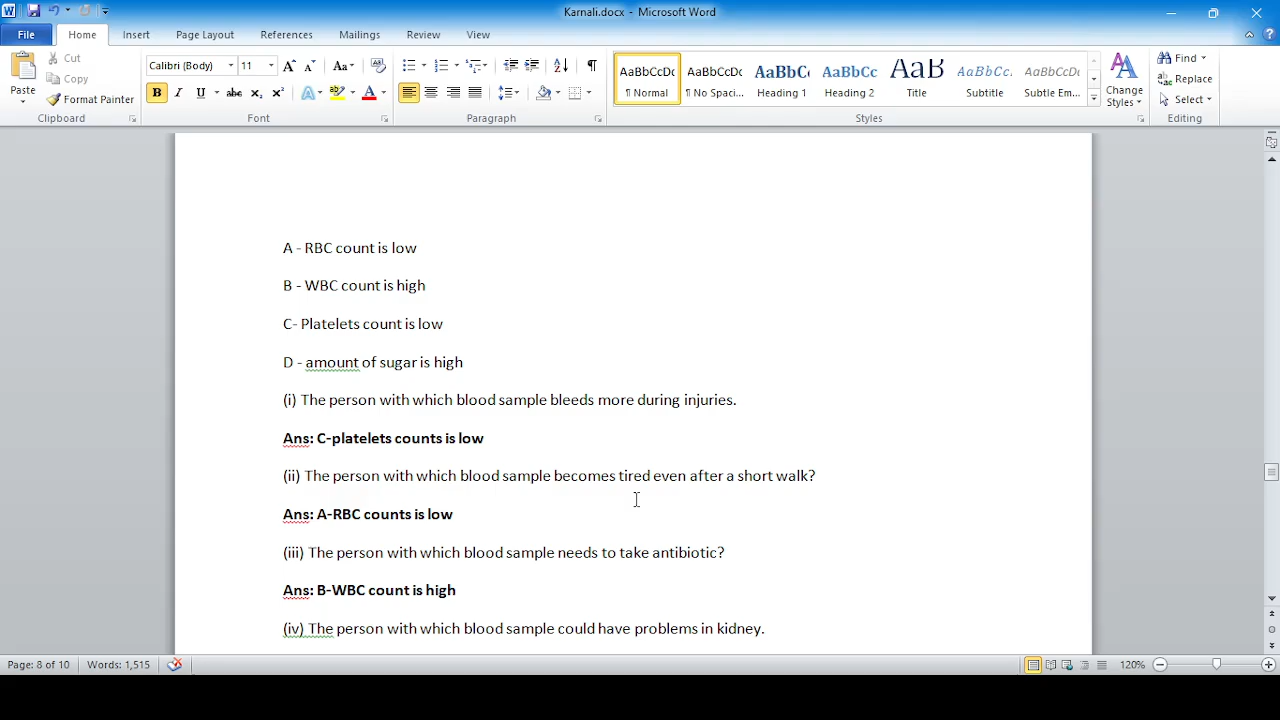 Karnali.docx - Microsoft Word
File Home Insert Page Layout References Mailings Review View
Cut
Copy
Format Painter
Paste
Clipboard
Calibri (Body) 11
Font
Paragraph
AaBbCcDc AaBbCcDc AaBbC AaBbCc AaB AaBbCc. AaBbCcDc
¶ Normal ¶ No Spaci... Heading 1 Heading 2 Title Subtitle Subtle Em...
Change Styles
Styles
Find
Replace
Select
Editing
A - RBC count is low
B - WBC count is high
C- Platelets count is low
D - amount of sugar is high
(i) The person with which blood sample bleeds more during injuries.
Ans: C-platelets counts is low
(ii) The person with which blood sample becomes tired even after a short walk?
Ans: A-RBC counts is low
(iii) The person with which blood sample needs to take antibiotic?
Ans: B-WBC count is high
(iv) The person with which blood sample could have problems in kidney.
Page: 8 of 10 Words: 1,515 120%